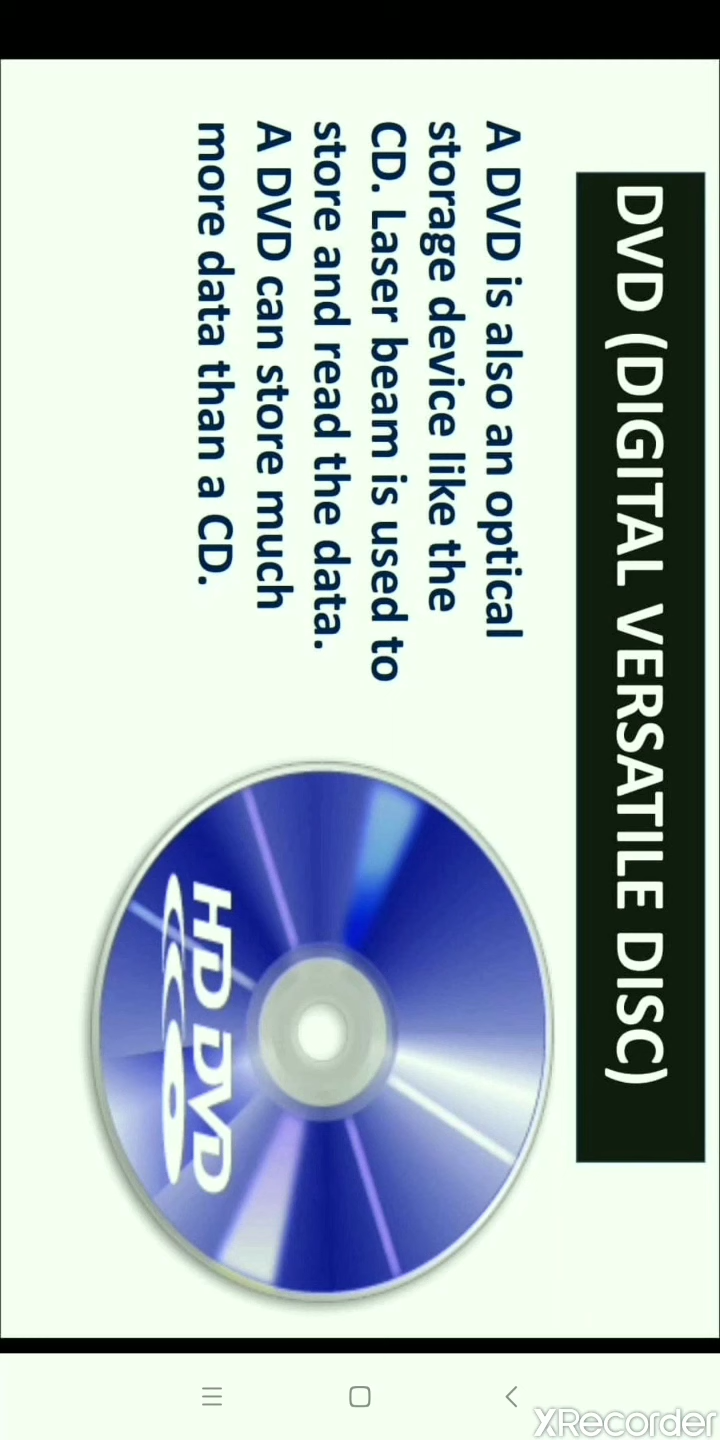 DVD (DIGITAL VERSATILE DISC)
A DVD is also an optical
storage device like the
CD. Laser beam is used to
store and read the data.
A DVD can store much
more data than a CD.
HD DVD
XRecorder